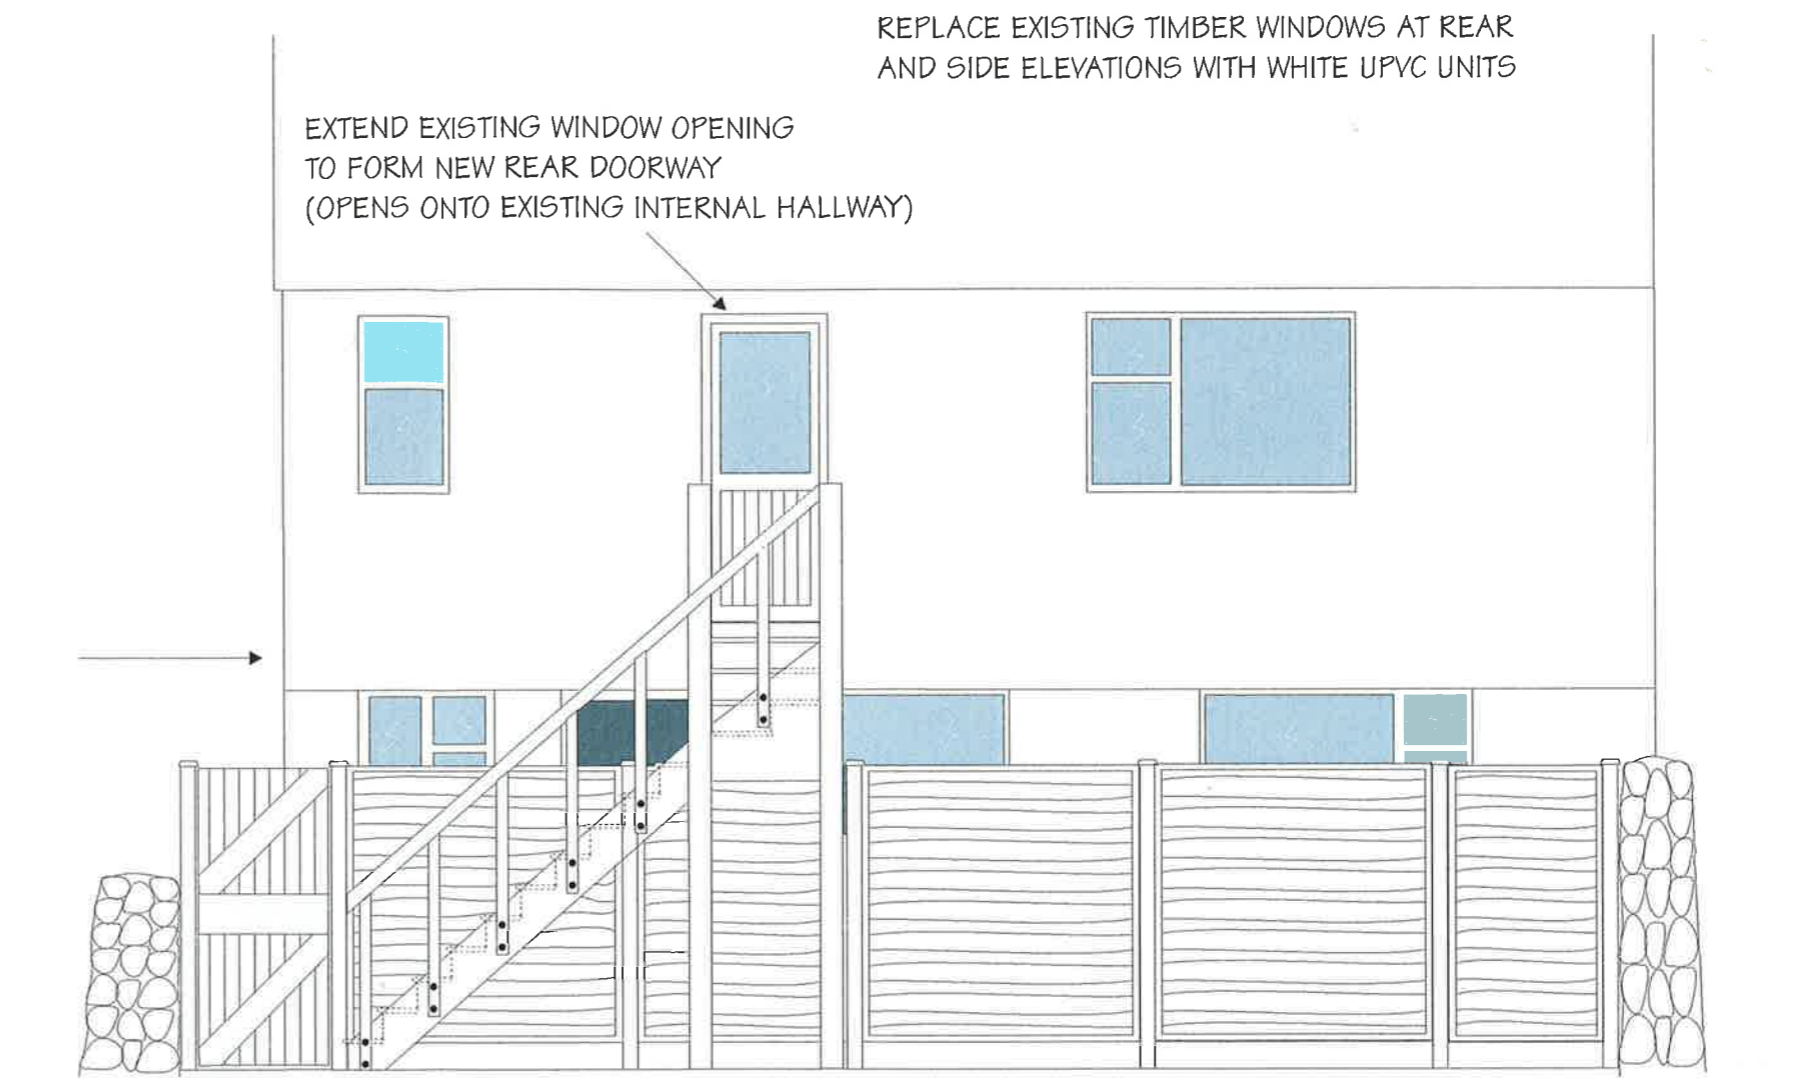 REPLACE EXISTING TIMBER WINDOWS AT REAR
AND SIDE ELEVATIONS WITH WHITE UPVC UNITS
EXTEND EXISTING WINDOW OPENING
TO FORM NEW REAR DOORWAY
(OPENS ONTO EXISTING INTERNAL HALLWAY)